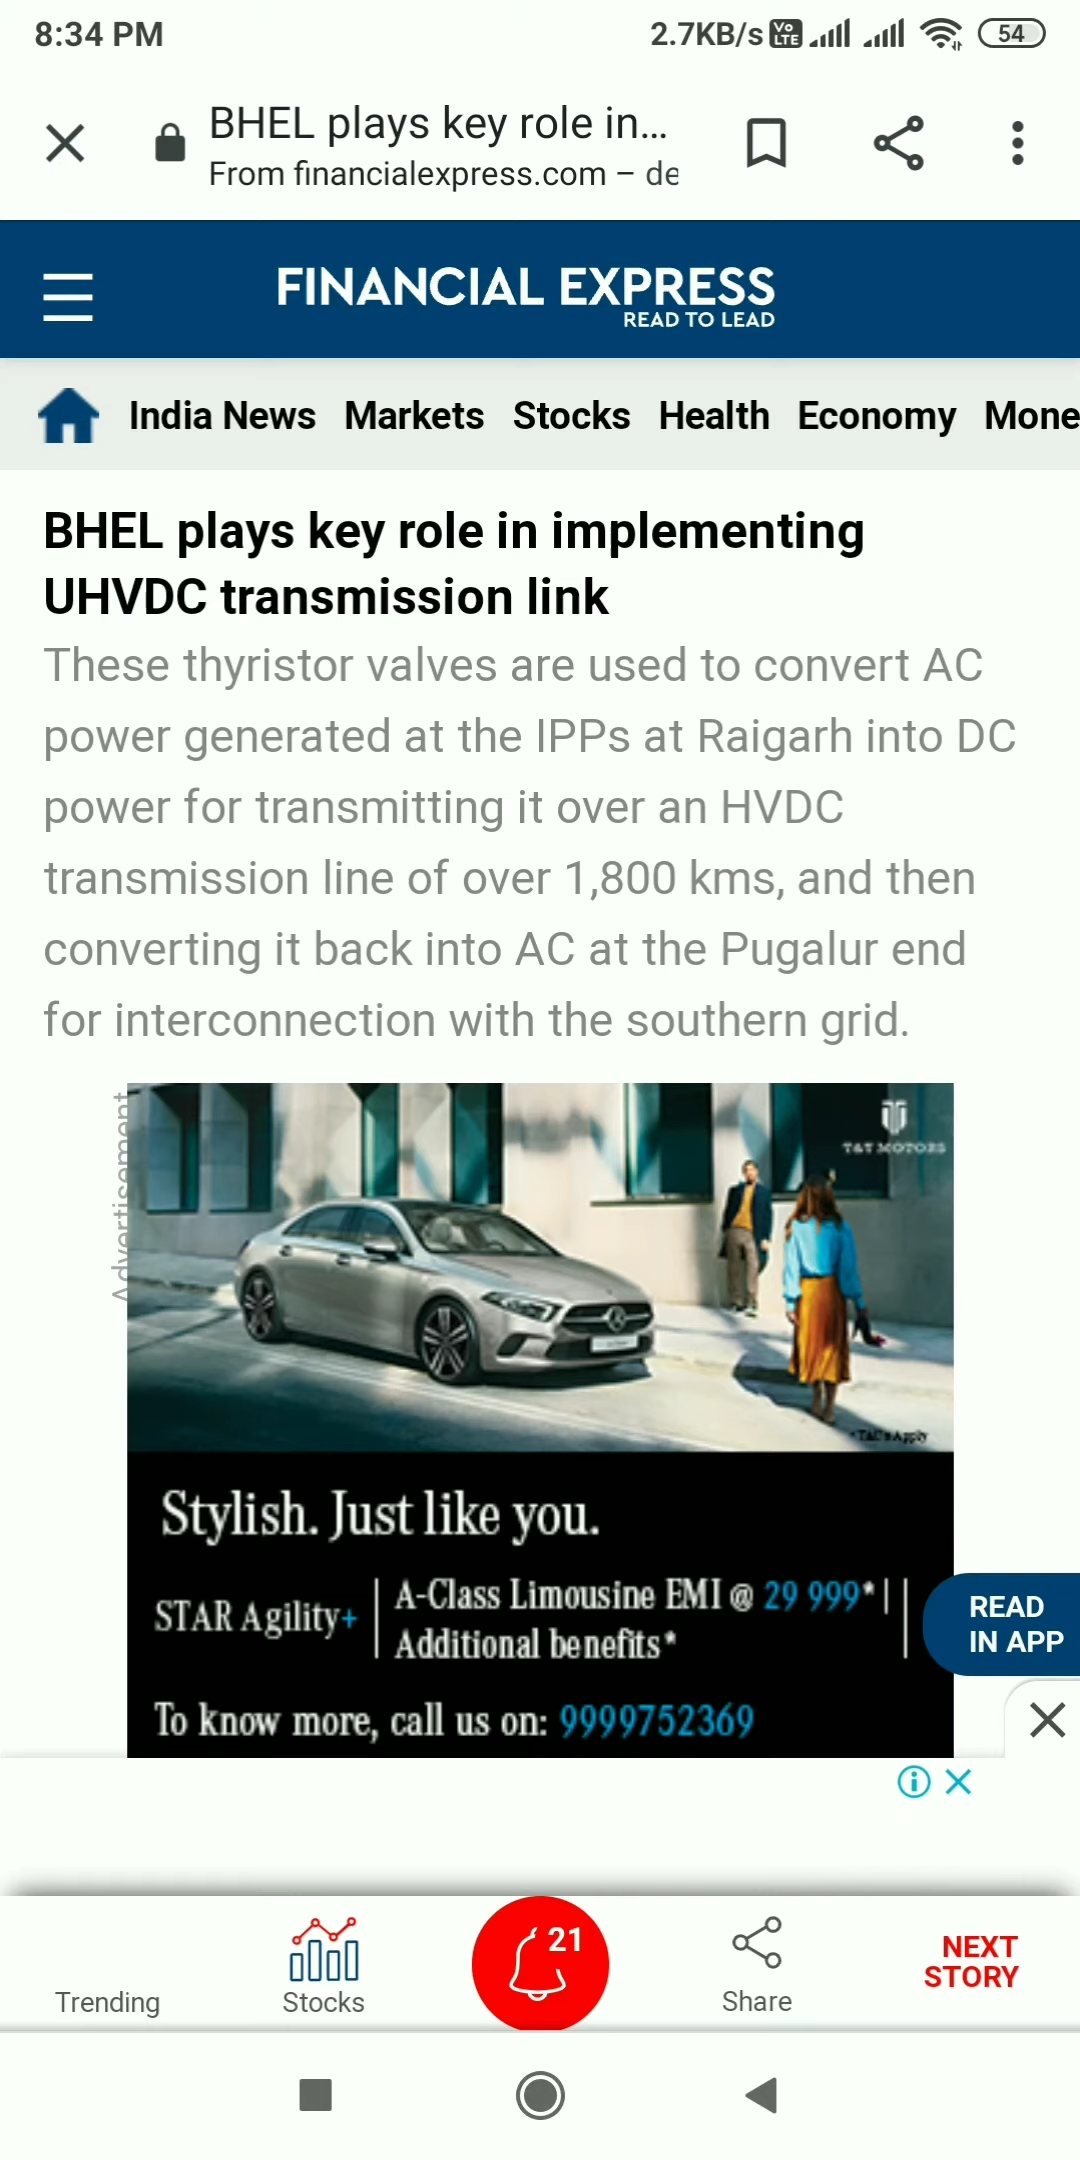 8:34 PM
2.7KB/s Vo LTE 54
BHEL plays key role in...
From financialexpress.com – de
FINANCIAL EXPRESS
READ TO LEAD
India News Markets Stocks Health Economy Mone
BHEL plays key role in implementing
UHVDC transmission link
These thyristor valves are used to convert AC
power generated at the IPPs at Raigarh into DC
power for transmitting it over an HVDC
transmission line of over 1,800 kms, and then
converting it back into AC at the Pugalur end
for interconnection with the southern grid.
Advertisement
T&T MOTORS
*T&C's Apply
Stylish. Just like you.
STAR Agility+
A-Class Limousine EMI @ 29 999*
Additional benefits*
READ
IN APP
To know more, call us on: 9999752369
Trending
Stocks
21
Share
NEXT
STORY